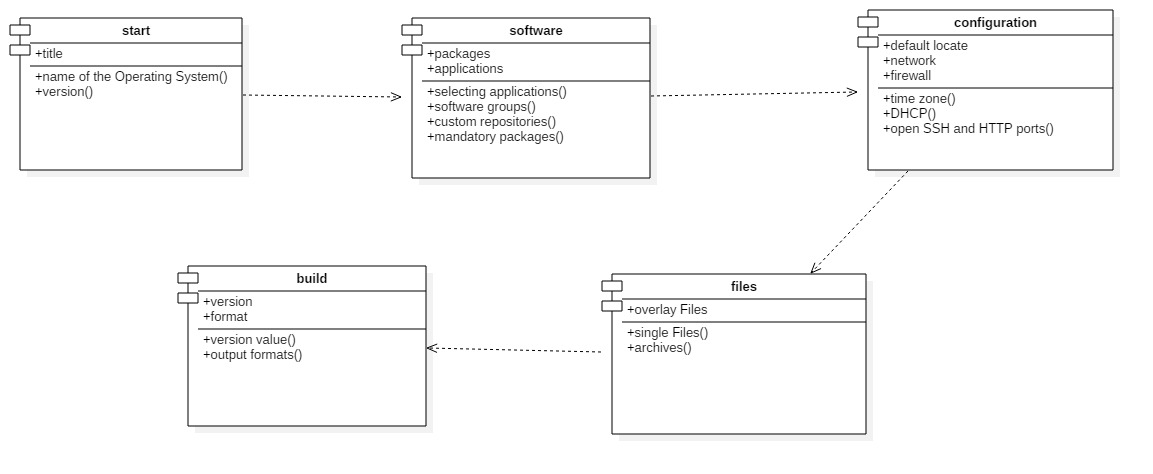 start
+title
+name of the Operating System()
+version()
software
+packages
+applications
+selecting applications()
+software groups()
+custom repositories()
+mandatory packages()
configuration
+default locate
+network
+firewall
+time zone()
+DHCP()
+open SSH and HTTP ports()
build
+version
+format
+version value()
+output formats()
files
+overlay Files
+single Files()
+archives()